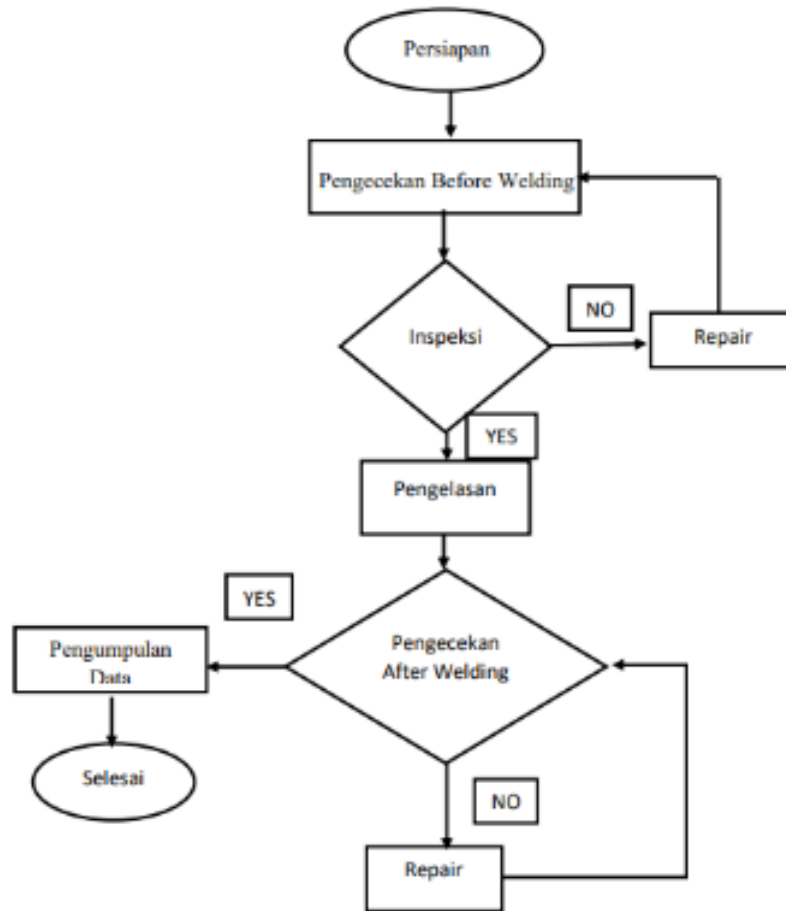 Persiapan
Pengecekan Before Welding
Inspeksi
NO
Repair
YES
Pengelasan
YES
Pengecekan
After Welding
Pengumpulan
Data
Selesai
NO
Repair